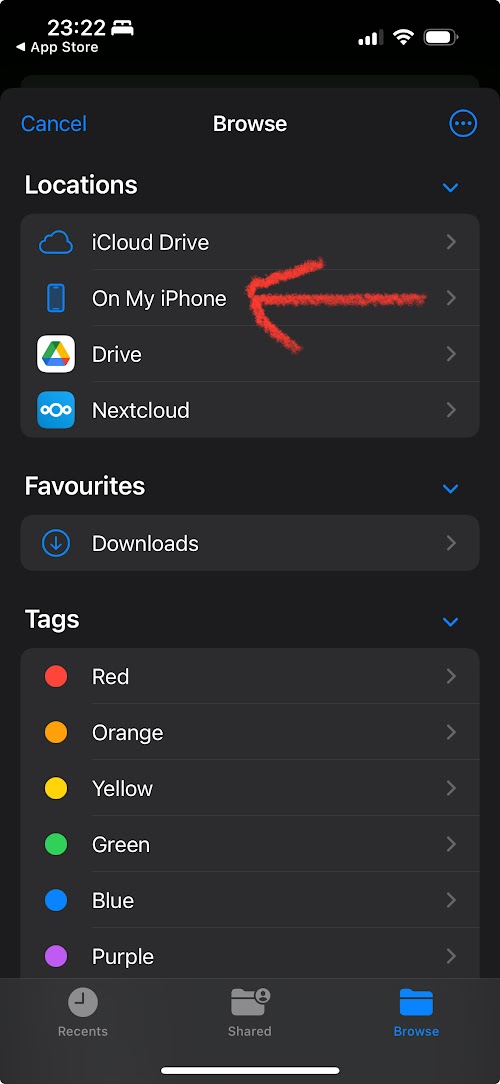 23:22
◀ App Store
Cancel
Browse
Locations
iCloud Drive
On My iPhone
Drive
Nextcloud
Favourites
Downloads
Tags
Red
Orange
Yellow
Green
Blue
Purple
Recents
Shared
Browse